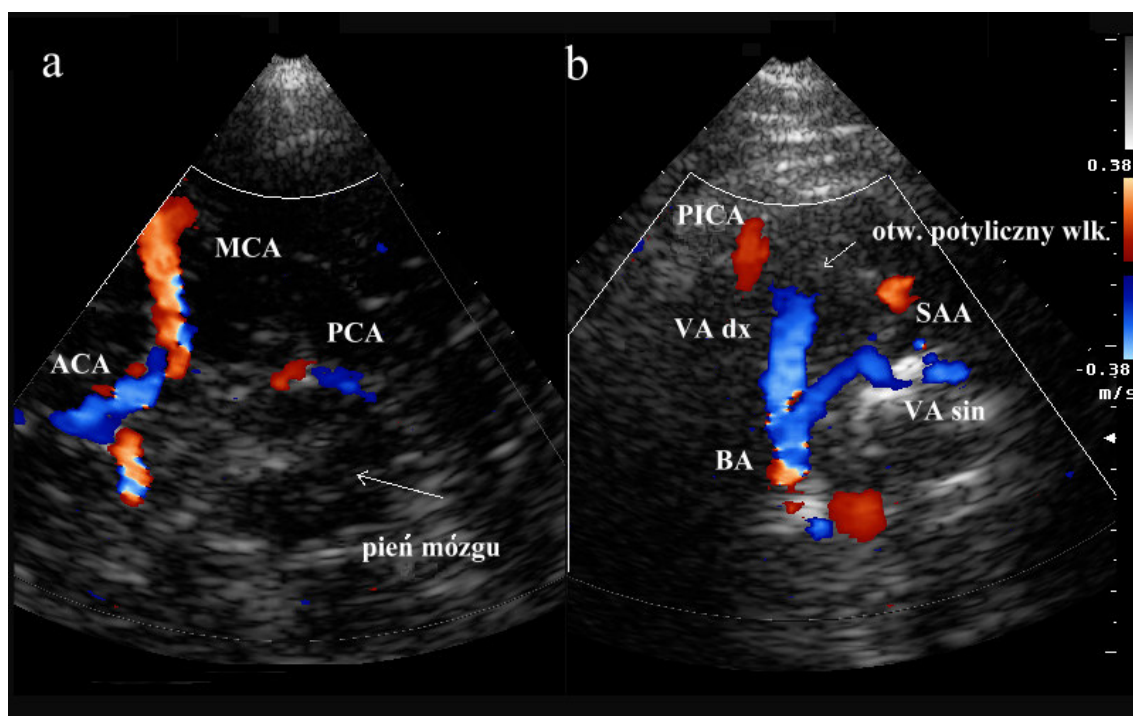 a
MCA
PCA
ACA
pień mózgu
b
0.38
PICA
otw. potyliczny wlk.
VA dx
SAA
-0.38
m/s
VA sin
BA